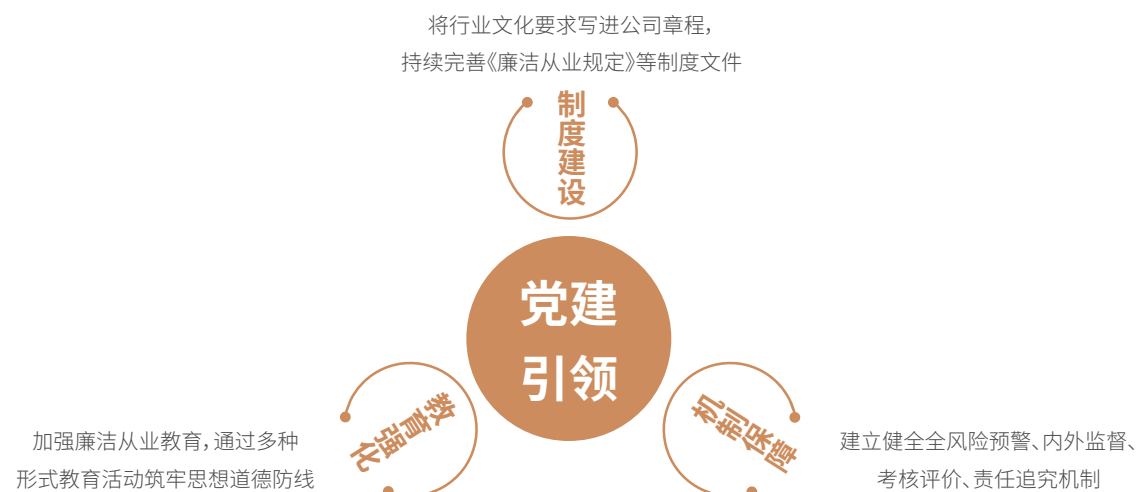 将行业文化要求写进公司章程，
持续完善《廉洁从业规定》等制度文件
制度建设
党建
引领
教育强化
机制保障
加强廉洁从业教育，通过多种
形式教育活动筑牢思想道德防线
建立健全全风险预警、内外监督、
考核评价、责任追究机制